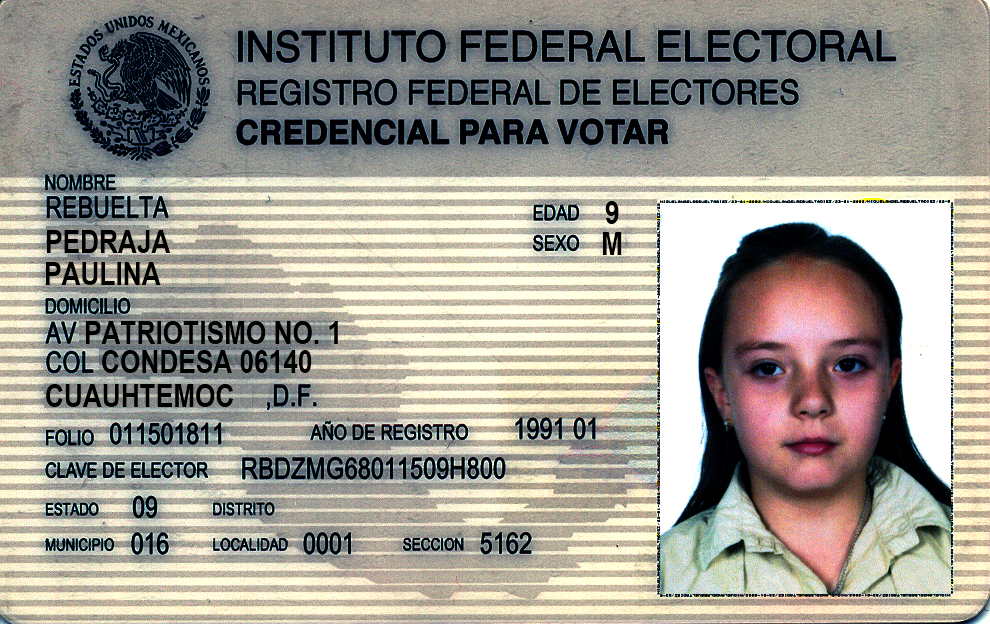 ESTADOS UNIDOS MEXICANOS
INSTITUTO FEDERAL ELECTORAL
REGISTRO FEDERAL DE ELECTORES
CREDENCIAL PARA VOTAR
NOMBRE
REBUELTA
PEDRAJA
PAULINA
EDAD 9
SEXO M
DOMICILIO
AV PATRIOTISMO NO. 1
COL CONDESA 06140
CUAUHTEMOC ,D.F.
FOLIO 011501811 AÑO DE REGISTRO 1991 01
CLAVE DE ELECTOR RBDZMG68011509H800
ESTADO 09 DISTRITO
MUNICIPIO 016 LOCALIDAD 0001 SECCION 5162